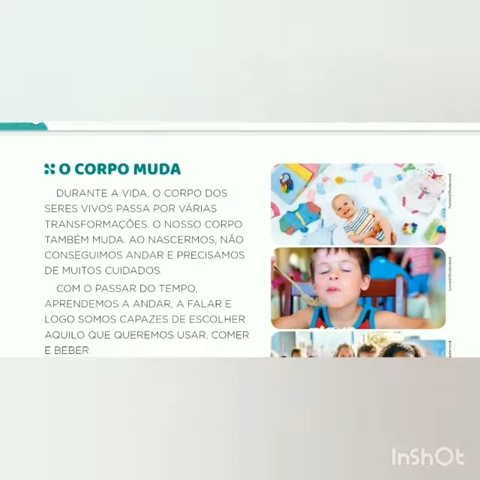 O CORPO MUDA
DURANTE A VIDA, O CORPO DOS
SERES VIVOS PASSA POR VÁRIAS
TRANSFORMAÇÕES. O NOSSO CORPO
TAMBÉM MUDA. AO NASCERMOS, NÃO
CONSEGUIMOS ANDAR E PRECISAMOS
DE MUITOS CUIDADOS.
COM O PASSAR DO TEMPO,
APRENDEMOS A ANDAR, A FALAR E
LOGO SOMOS CAPAZES DE ESCOLHER
AQUILO QUE QUEREMOS USAR, COMER
E BEBER.
InShOt